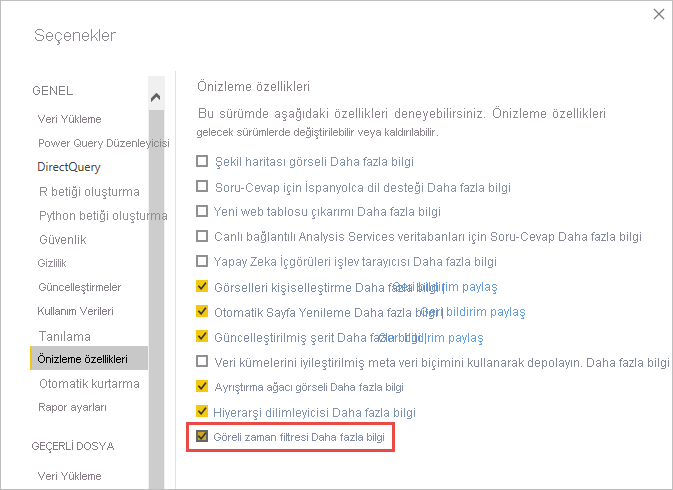 Seçenekler
GENEL
Veri Yükleme
Power Query Düzenleyicisi
DirectQuery
R betiği oluşturma
Python betiği oluşturma
Güvenlik
Gizlilik
Güncelleştirmeler
Kullanım Verileri
Tanılama
Önizleme özellikleri
Otomatik kurtarma
Rapor ayarları
GEÇERLİ DOSYA
Veri Yükleme
Önizleme özellikleri
Bu sürümde aşağıdaki özellikleri deneyebilirsiniz. Önizleme özellikleri
gelecek sürümlerde değiştirilebilir veya kaldırılabilir.
Şekil haritası görseli Daha fazla bilgi
Soru-Cevap için İspanyolca dil desteği Daha fazla bilgi
Yeni web tablosu çıkarımı Daha fazla bilgi
Canlı bağlantılı Analysis Services veritabanları için Soru-Cevap Daha fazla bilgi
Yapay Zeka İçgörüleri işlev tarayıcısı Daha fazla bilgi
Görselleri kişiselleştirme Daha fazla bilgi | Geri bildirim paylaş
Otomatik Sayfa Yenileme Daha fazla bilgi | Geri bildirim paylaş
Güncelleştirilmiş şerit Daha fazla bilgi | Geri bildirim paylaş
Veri kümelerini iyileştirilmiş meta veri biçimini kullanarak depolayın. Daha fazla bilgi
Ayrıştırma ağacı görseli Daha fazla bilgi
Hiyerarşi dilimleyicisi Daha fazla bilgi
Göreli zaman filtresi Daha fazla bilgi